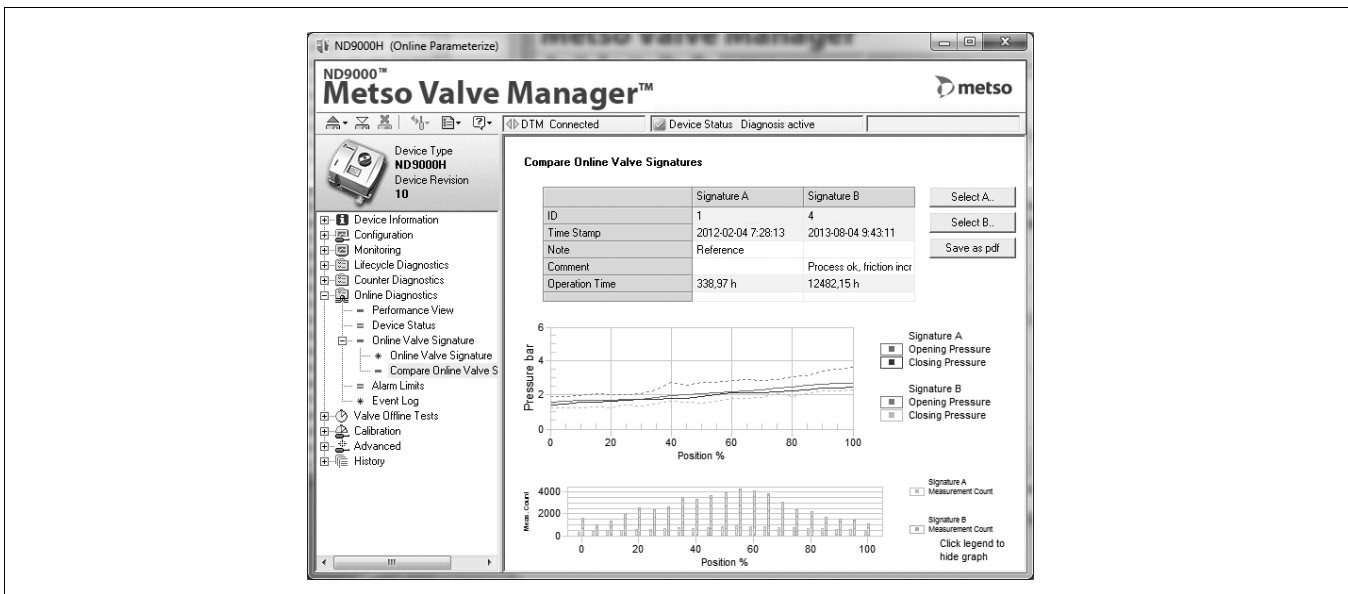 ND9000H (Online Parameterize)
ND9000™
Metso Valve Manager™
metso
DTM Connected
Device Status Diagnosis active
Device Type
ND9000H
Device Revision
10
Device Information
Configuration
Monitoring
Lifecycle Diagnostics
Counter Diagnostics
Online Diagnostics
Performance View
Device Status
Online Valve Signature
Online Valve Signature
Compare Online Valve S
Alarm Limits
Event Log
Valve Offline Tests
Calibration
Advanced
History
Compare Online Valve Signatures
Signature A Signature B
ID 1 4
Time Stamp 2012-02-04 7:28:13 2013-08-04 9:43:11
Note Reference
Comment Process ok, friction incr
Operation Time 338,97 h 12482,15 h
Select A..
Select B..
Save as pdf
Pressure bar
6
4
2
0
0 20 40 60 80 100
Position %
Signature A
Opening Pressure
Closing Pressure
Signature B
Opening Pressure
Closing Pressure
Meas. Count
4000
2000
0
0 20 40 60 80 100
Position %
Signature A
Measurement Count
Signature B
Measurement Count
Click legend to
hide graph